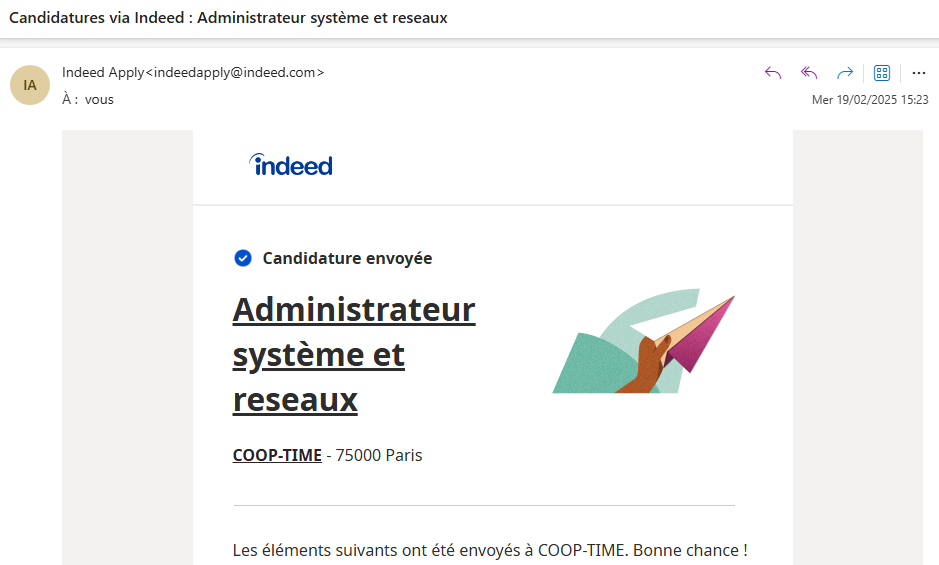 Candidatures via Indeed : Administrateur système et reseaux
IA
Indeed Apply<indeedapply@indeed.com>
À : vous
Mer 19/02/2025 15:23
indeed
Candidature envoyée
Administrateur
système et
reseaux
COOP-TIME - 75000 Paris
Les éléments suivants ont été envoyés à COOP-TIME. Bonne chance !